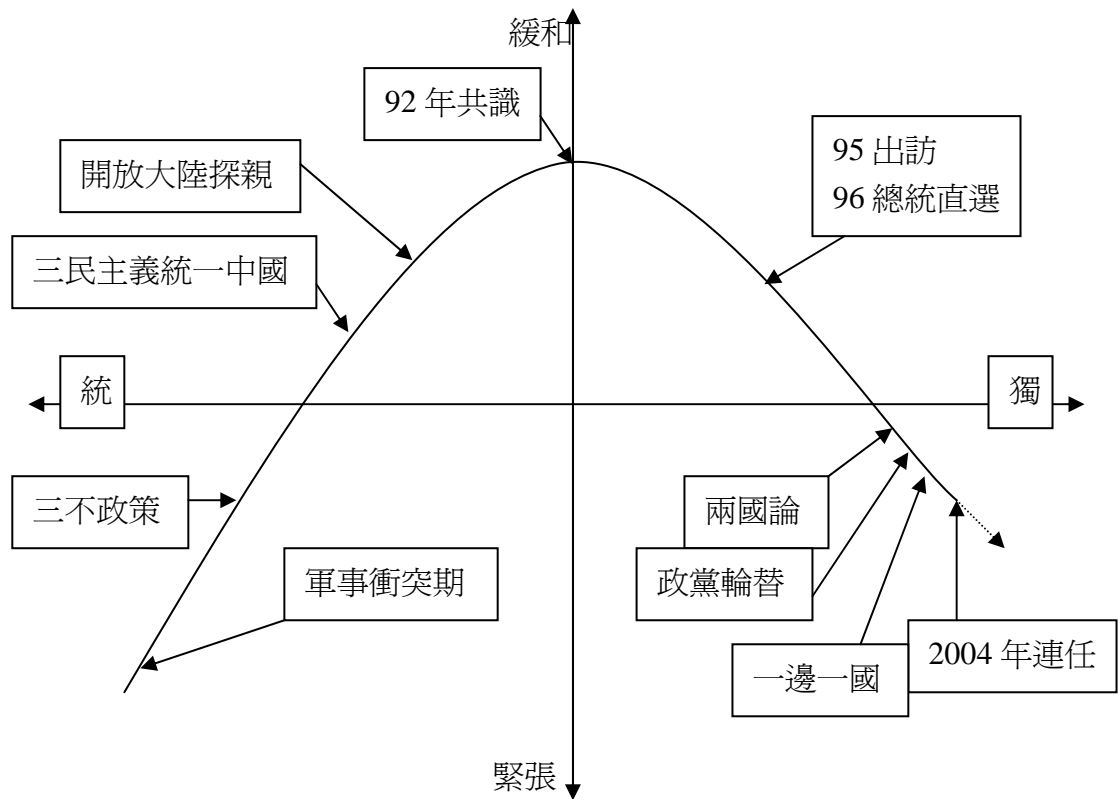 緩和
92 年共識
開放大陸探親
95 出訪
96 總統直選
三民主義統一中國
統
獨
三不政策
兩國論
軍事衝突期
政黨輪替
一邊一國
2004 年連任
緊張